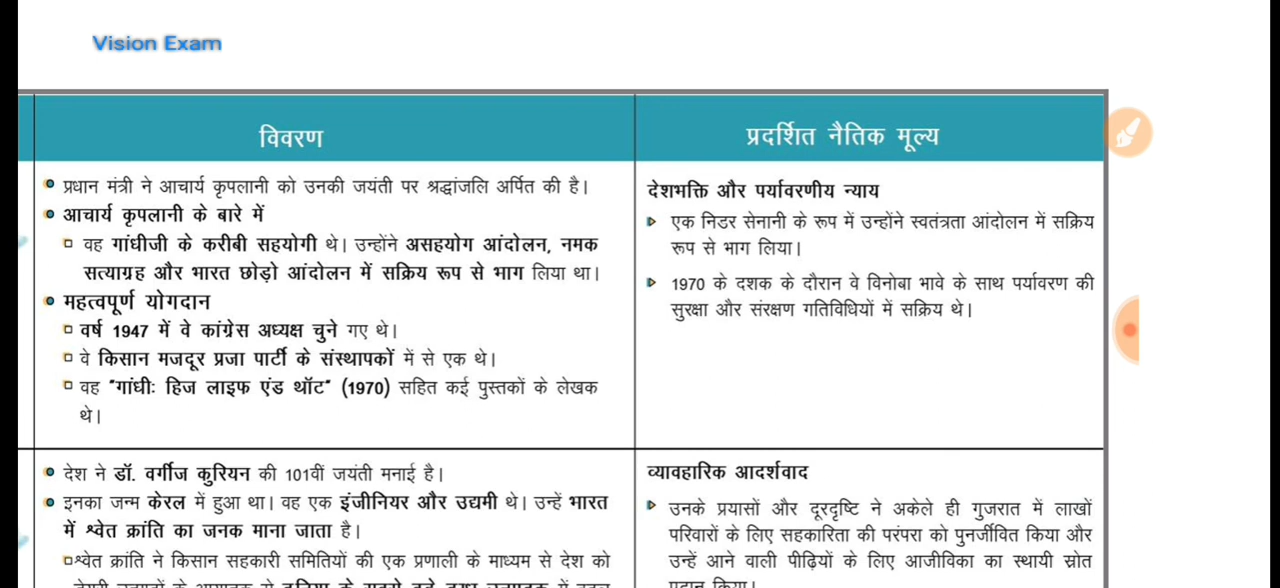 Vision Exam
विवरण
प्रदर्शित नैतिक मूल्य
प्रधान मंत्री ने आचार्य कृपलानी को उनकी जयंती पर श्रद्धांजलि अर्पित की है।
आचार्य कृपलानी के बारे में
वह गांधीजी के करीबी सहयोगी थे। उन्होंने असहयोग आंदोलन, नमक
सत्याग्रह और भारत छोड़ो आंदोलन में सक्रिय रूप से भाग लिया था।
महत्वपूर्ण योगदान
वर्ष 1947 में वे कांग्रेस अध्यक्ष चुने गए थे।
वे किसान मजदूर प्रजा पार्टी के संस्थापकों में से एक थे।
वह "गांधीः हिज लाइफ एंड थॉट" (1970) सहित कई पुस्तकों के लेखक
थे।
देशभक्ति और पर्यावरणीय न्याय
एक निडर सेनानी के रूप में उन्होंने स्वतंत्रता आंदोलन में सक्रिय
रूप से भाग लिया।
1970 के दशक के दौरान वे विनोबा भावे के साथ पर्यावरण की
सुरक्षा और संरक्षण गतिविधियों में सक्रिय थे।
देश ने डॉ. वर्गीज कुरियन की 101वीं जयंती मनाई है।
इनका जन्म केरल में हुआ था। वह एक इंजीनियर और उद्यमी थे। उन्हें भारत
में श्वेत क्रांति का जनक माना जाता है।
श्वेत क्रांति ने किसान सहकारी समितियों की एक प्रणाली के माध्यम से देश को
व्यावहारिक आदर्शवाद
उनके प्रयासों और दूरदृष्टि ने अकेले ही गुजरात में लाखों
परिवारों के लिए सहकारिता की परंपरा को पुनर्जीवित किया और
उन्हें आने वाली पीढ़ियों के लिए आजीविका का स्थायी स्रोत